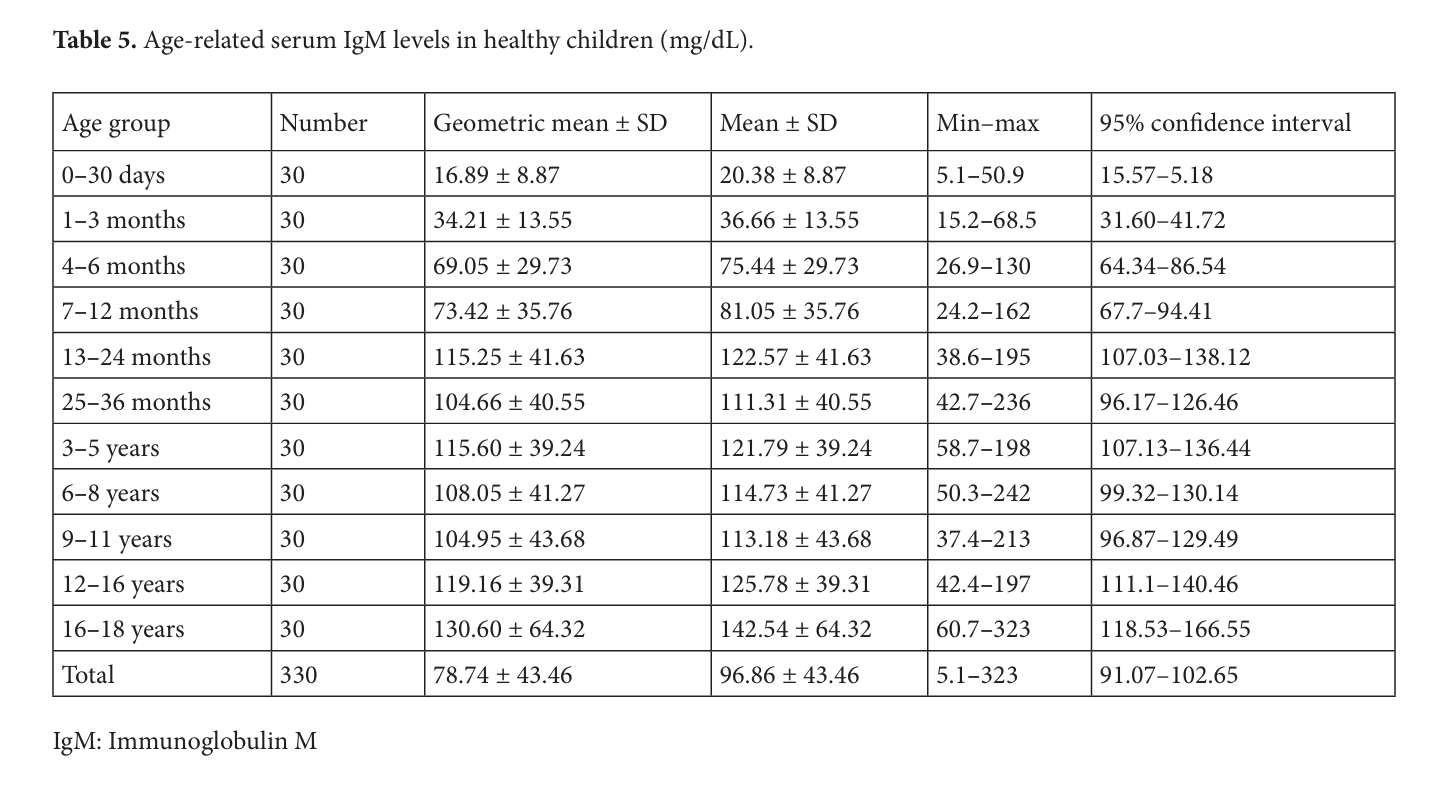 Table 5. Age-related serum IgM levels in healthy children (mg/dL).
Age group Number Geometric mean ± SD Mean ± SD Min–max 95% confidence interval
0–30 days 30 16.89 ± 8.87 20.38 ± 8.87 5.1–50.9 15.57–5.18
1–3 months 30 34.21 ± 13.55 36.66 ± 13.55 15.2–68.5 31.60–41.72
4–6 months 30 69.05 ± 29.73 75.44 ± 29.73 26.9–130 64.34–86.54
7–12 months 30 73.42 ± 35.76 81.05 ± 35.76 24.2–162 67.7–94.41
13–24 months 30 115.25 ± 41.63 122.57 ± 41.63 38.6–195 107.03–138.12
25–36 months 30 104.66 ± 40.55 111.31 ± 40.55 42.7–236 96.17–126.46
3–5 years 30 115.60 ± 39.24 121.79 ± 39.24 58.7–198 107.13–136.44
6–8 years 30 108.05 ± 41.27 114.73 ± 41.27 50.3–242 99.32–130.14
9–11 years 30 104.95 ± 43.68 113.18 ± 43.68 37.4–213 96.87–129.49
12–16 years 30 119.16 ± 39.31 125.78 ± 39.31 42.4–197 111.1–140.46
16–18 years 30 130.60 ± 64.32 142.54 ± 64.32 60.7–323 118.53–166.55
Total 330 78.74 ± 43.46 96.86 ± 43.46 5.1–323 91.07–102.65
IgM: Immunoglobulin M